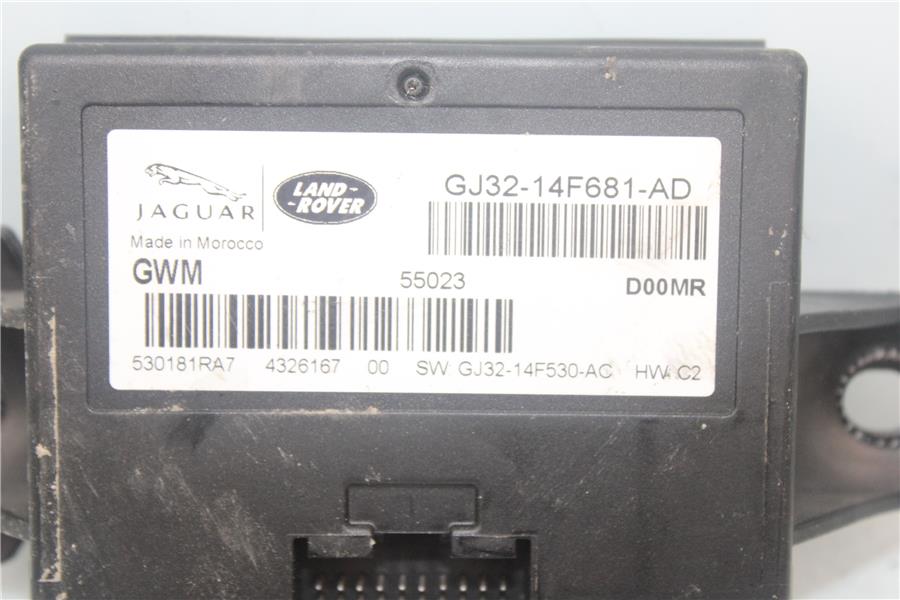 JAGUAR
LAND-
-ROVER
GJ32-14F681-AD
Made in Morocco
GWM 55023 D00MR
530181RA7 4326167 00 SW: GJ32-14F530-AC HW: C2